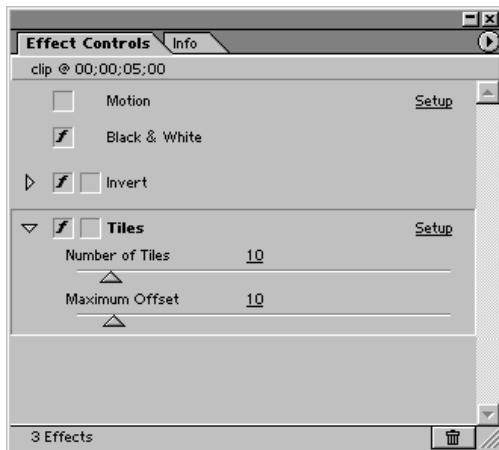 Effect Controls Info
clip @ 00;00;05;00
Motion Setup
f Black & White
f Invert
f Tiles Setup
Number of Tiles 10
Maximum Offset 10
3 Effects